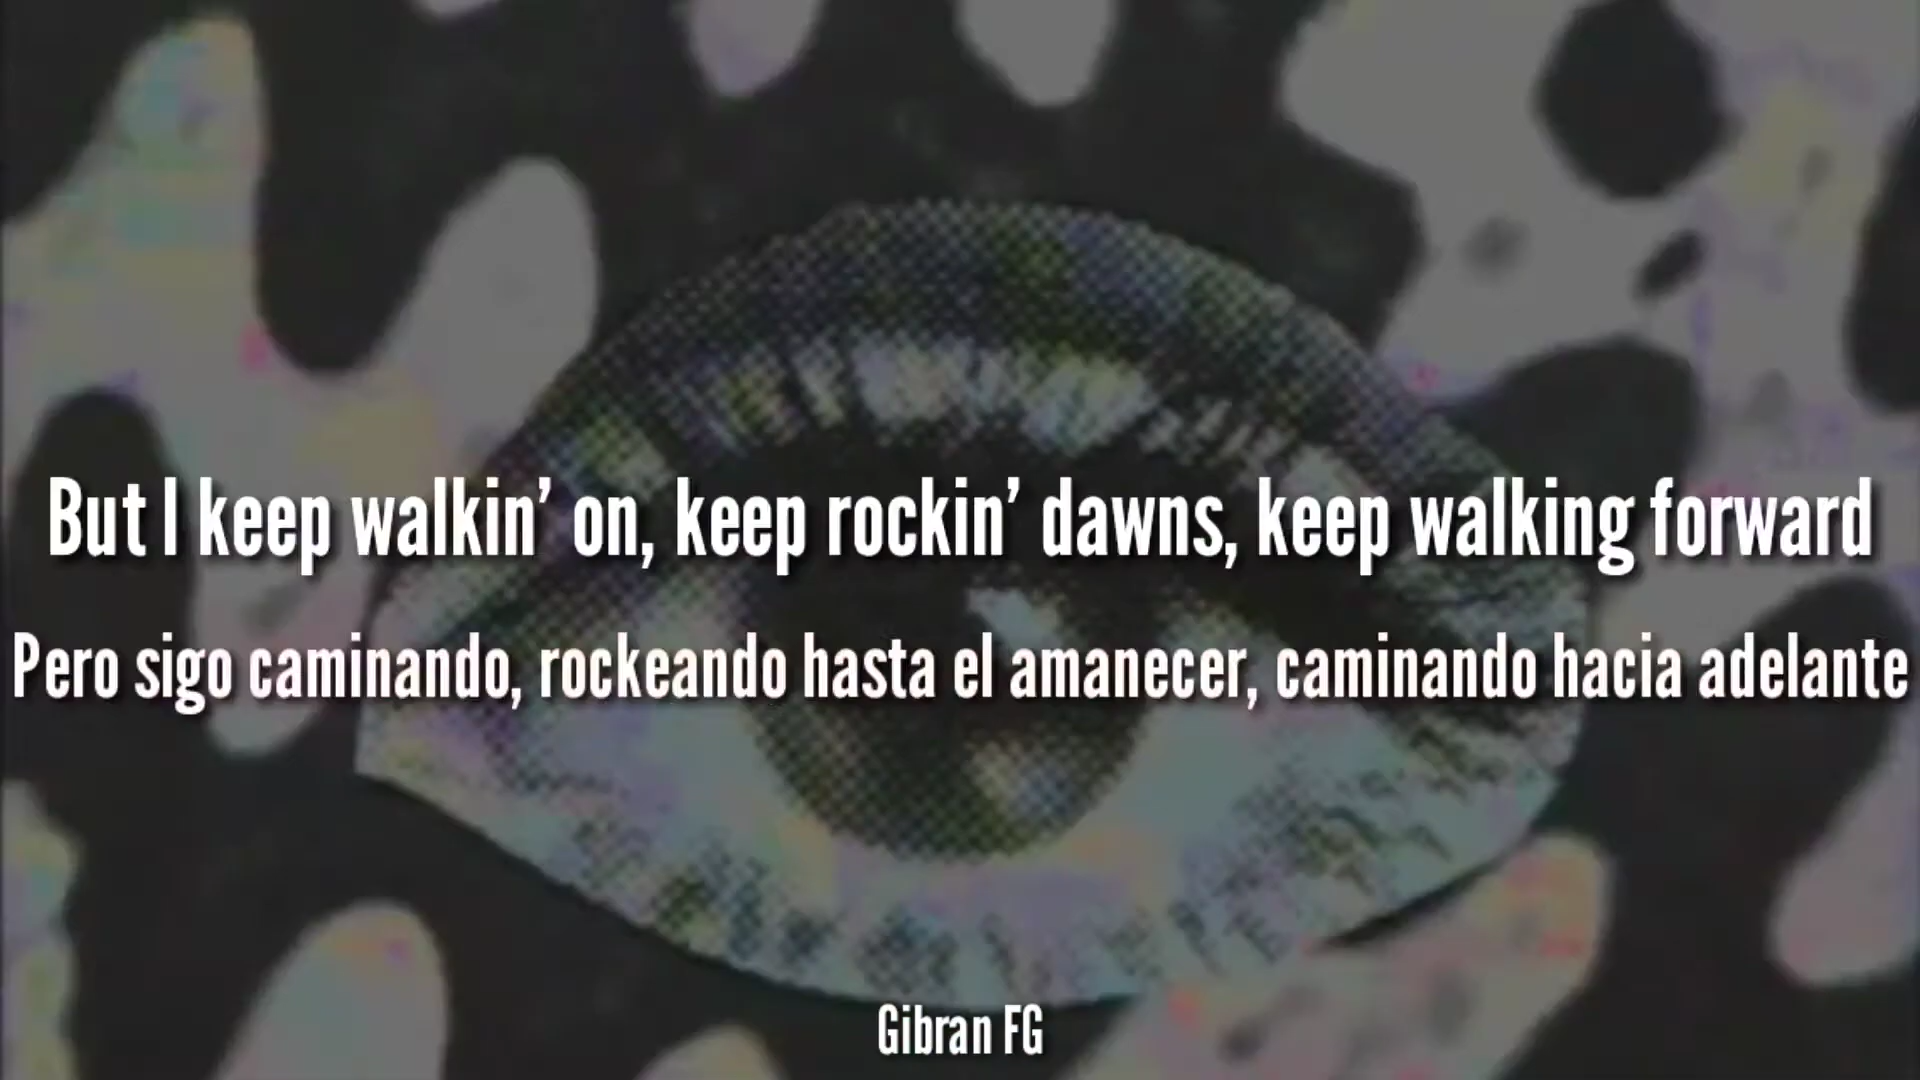 But I keep walkin’ on, keep rockin’ dawns, keep walking forward
Pero sigo caminando, rockeando hasta el amanecer, caminando hacia adelante
Gibran FG